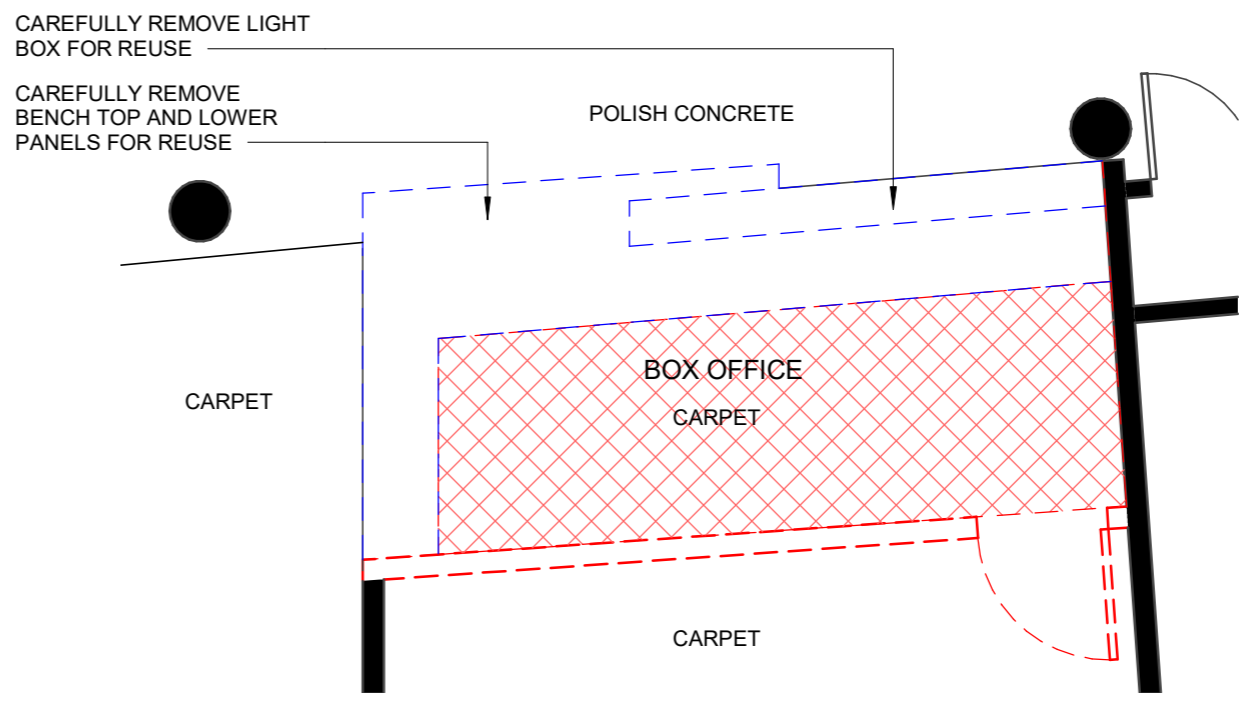 CAREFULLY REMOVE LIGHT
BOX FOR REUSE
CAREFULLY REMOVE
BENCH TOP AND LOWER
PANELS FOR REUSE
POLISH CONCRETE
BOX OFFICE
CARPET
CARPET
CARPET